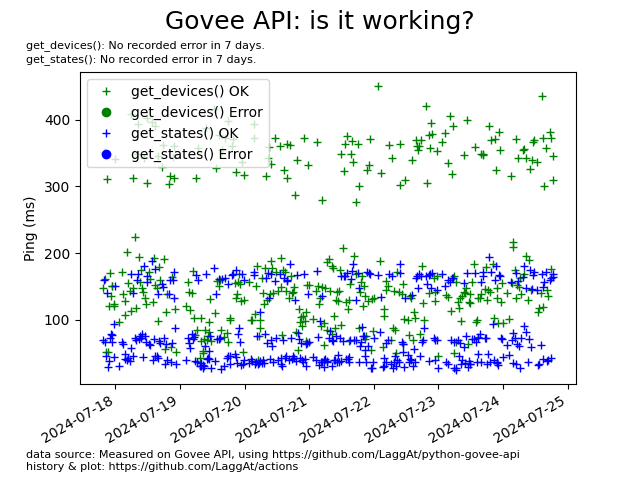 Govee API: is it working?
get_devices(): No recorded error in 7 days.
get_states(): No recorded error in 7 days.
get_devices() OK
get_devices() Error
get_states() OK
get_states() Error
Ping (ms)
400
300
200
100
2024-07-18
2024-07-19
2024-07-20
2024-07-21
2024-07-22
2024-07-23
2024-07-24
2024-07-25
data source: Measured on Govee API, using https://github.com/LaggAt/python-govee-api
history & plot: https://github.com/LaggAt/actions